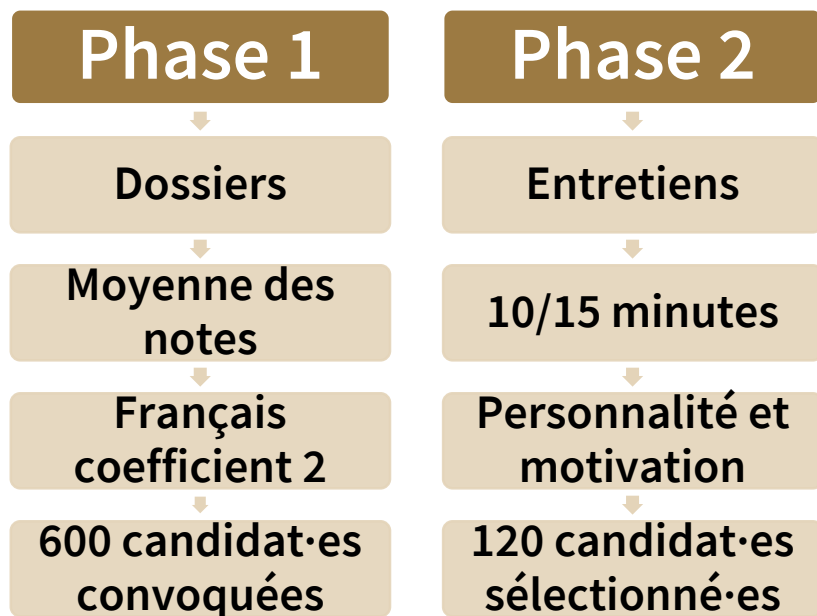 Phase 1
Dossiers
Moyenne des
notes
Français
coefficient 2
600 candidat·es
convoquées
Phase 2
Entretiens
10/15 minutes
Personnalité et
motivation
120 candidat·es
sélectionné·es